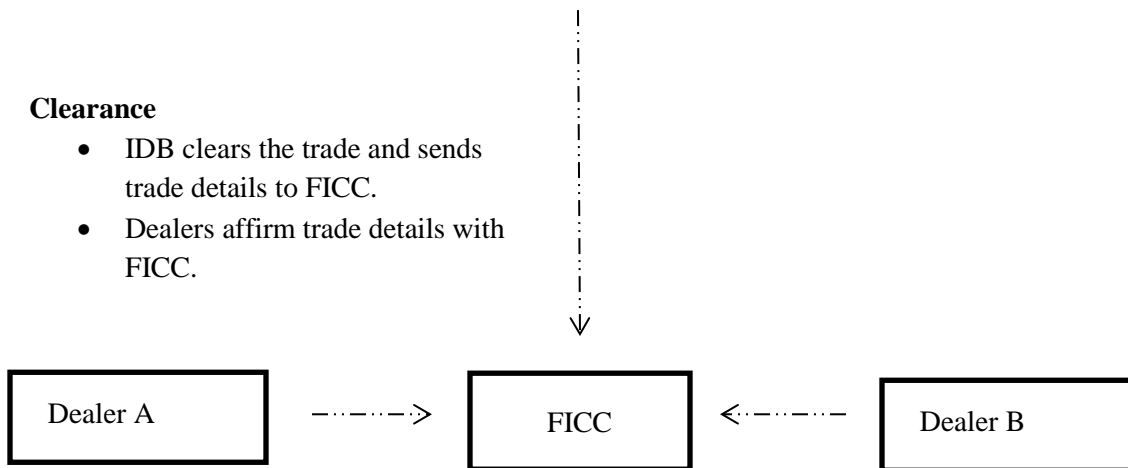 Clearance
• IDB clears the trade and sends
trade details to FICC.
• Dealers affirm trade details with
FICC.
Dealer A
FICC
Dealer B